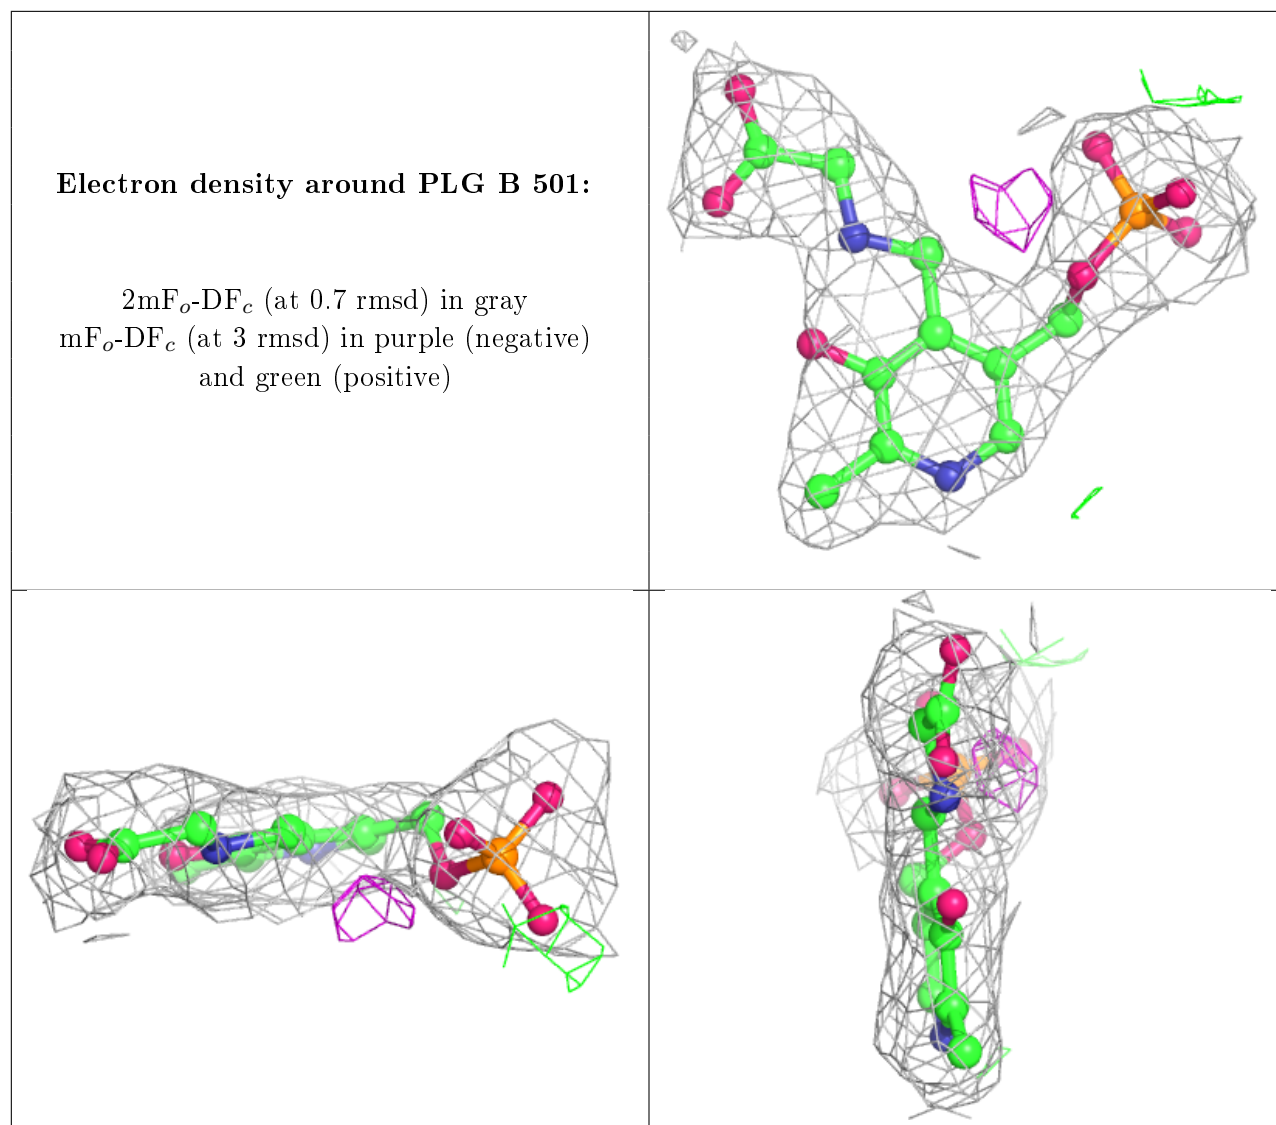 Electron density around PLG B 501:
2mFₒ-DF𝒸 (at 0.7 rmsd) in gray
mFₒ-DF𝒸 (at 3 rmsd) in purple (negative)
and green (positive)